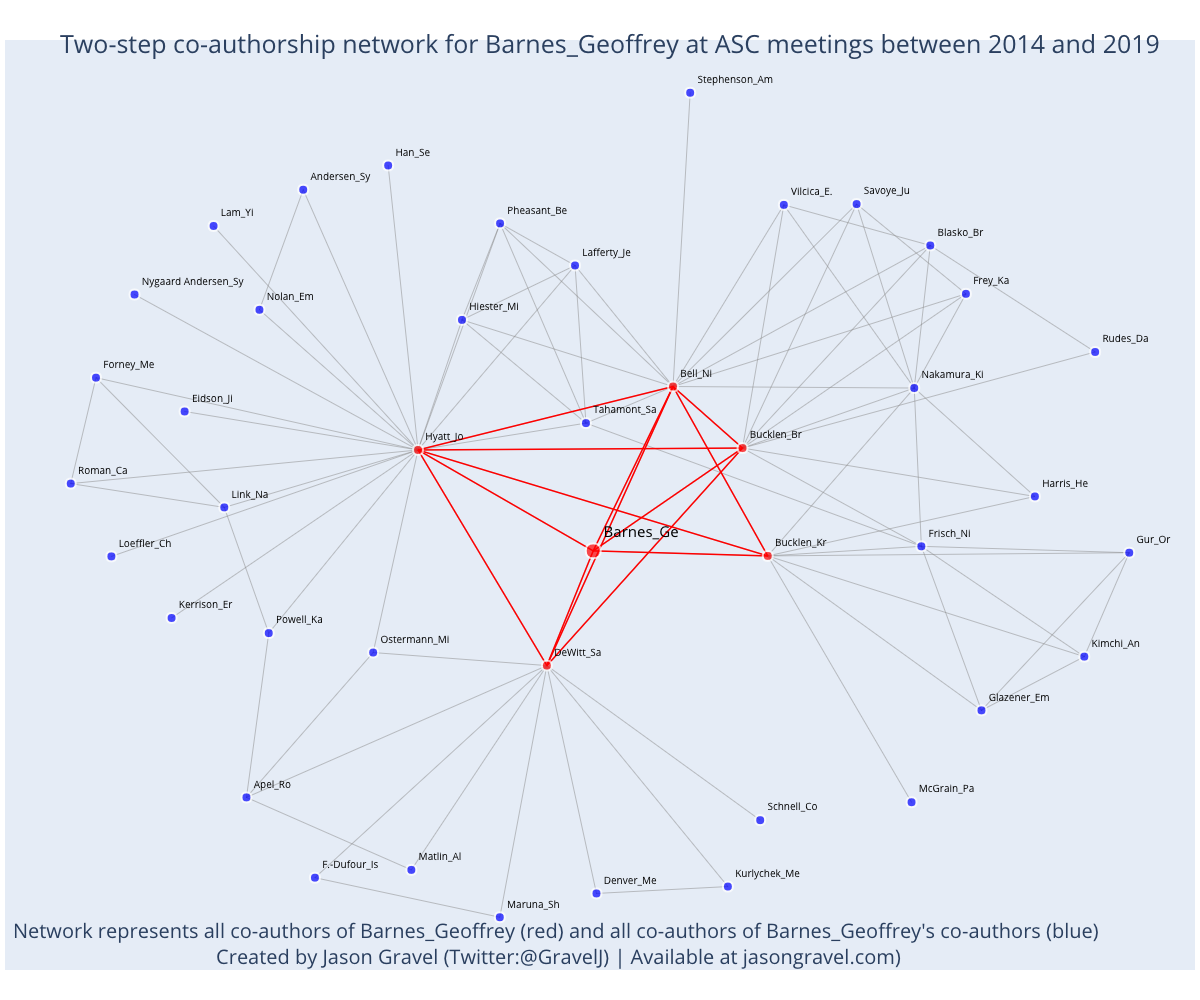 Two-step co-authorship network for Barnes_Geoffrey at ASC meetings between 2014 and 2019
Stephenson_Am
Han_Se
Andersen_Sy
Vilcica_E.
Savoye_Ju
Lam_Yi
Pheasant_Be
Blasko_Br
Lafferty_Je
Nygaard Andersen_Sy
Frey_Ka
Nolan_Em
Hiester_Mi
Rudes_Da
Forney_Me
Bell_Ni
Nakamura_Ki
Eidson_Ji
Tahamont_Sa
Hyatt_Jo
Bucklen_Br
Roman_Ca
Harris_He
Link_Na
Barnes_Ge
Frisch_Ni
Loeffler_Ch
Bucklen_Kr
Gur_Or
Kerrison_Er
Powell_Ka
Ostermann_Mi
Kimchi_An
DeWitt_Sa
Glazener_Em
Apel_Ro
McGrain_Pa
Schnell_Co
Matlin_Al
F.-Dufour_Is
Kurlychek_Me
Denver_Me
Maruna_Sh
Network represents all co-authors of Barnes_Geoffrey (red) and all co-authors of Barnes_Geoffrey's co-authors (blue)
Created by Jason Gravel (Twitter:@GravelJ) | Available at jasongravel.com)